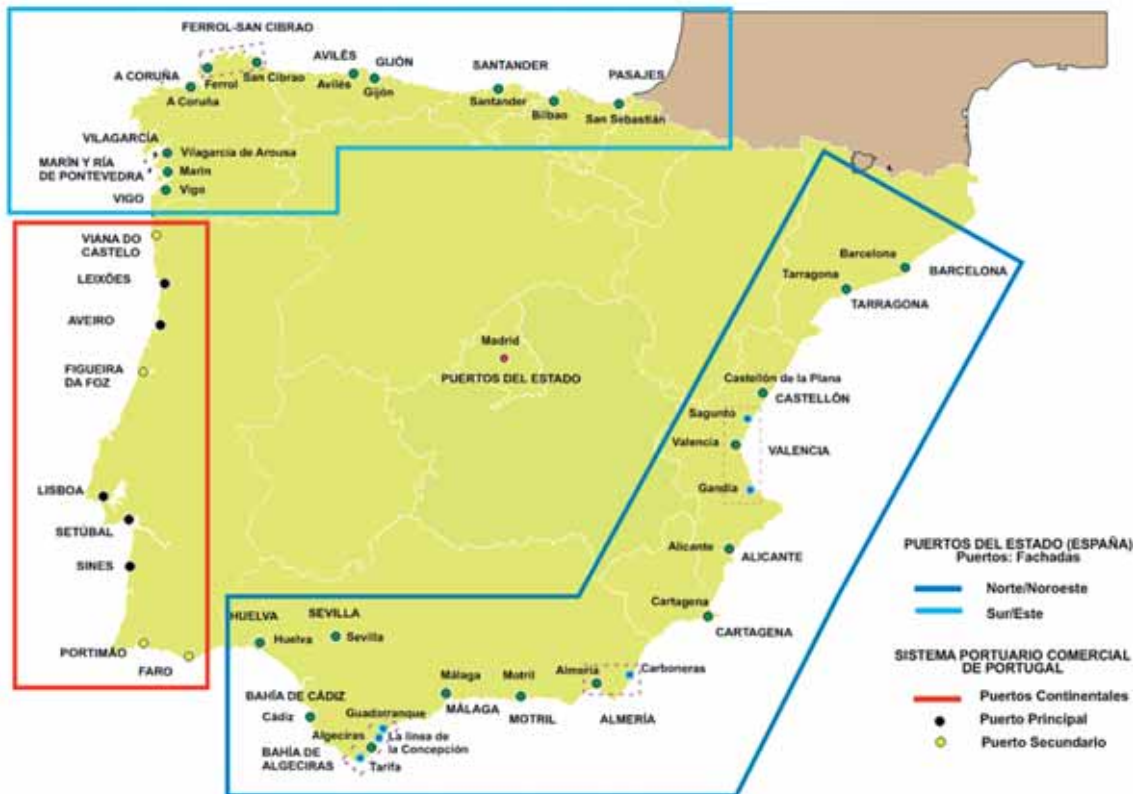 FERROL-SAN CIBRAO
A CORUÑA
Ferrol
San Cibrao
A Coruña
AVILÉS
GIJÓN
Avilés
Gijón
SANTANDER
Santander
Bilbao
PASAJES
San Sebastián
VILAGARCÍA
Vilagarcía de Arousa
MARÍN Y RÍA
DE PONTEVEDRA
Marín
VIGO
Vigo
VIANA DO
CASTELO
LEIXÕES
AVEIRO
FIGUEIRA
DA FOZ
LISBOA
SETÚBAL
SINES
PORTIMÃO
FARO
Madrid
PUERTOS DEL ESTADO
Barcelona
BARCELONA
Tarragona
TARRAGONA
Castellón de la Plana
CASTELLÓN
Sagunto
Valencia
VALENCIA
Gandía
Alicante
ALICANTE
Cartagena
CARTAGENA
HUELVA
Huelva
SEVILLA
Sevilla
BAHÍA DE CÁDIZ
Cádiz
Guadarranque
Algeciras
La línea de
la Concepción
BAHÍA DE
ALGECIRAS
Tarifa
Málaga
MÁLAGA
Motril
MOTRIL
Almería
Carboneras
ALMERÍA
PUERTOS DEL ESTADO (ESPAÑA)
Puertos: Fachadas
Norte/Noroeste
Sur/Este
SISTEMA PORTUARIO COMERCIAL
DE PORTUGAL
Puertos Continentales
Puerto Principal
Puerto Secundario